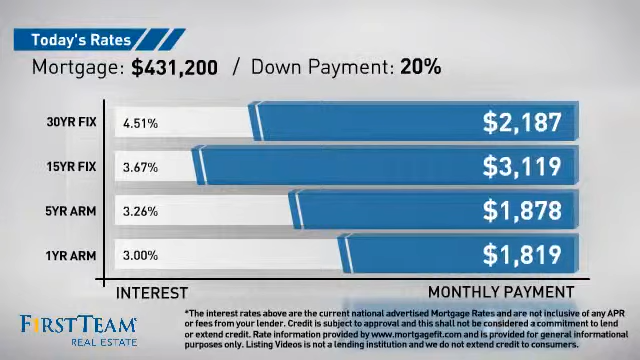 Today's Rates
Mortgage: $431,200 / Down Payment: 20%
30YR FIX 4.51% $2,187
15YR FIX 3.67% $3,119
5YR ARM 3.26% $1,878
1YR ARM 3.00% $1,819
INTEREST MONTHLY PAYMENT
FIRSTTEAM®
REAL ESTATE
*The interest rates above are the current national advertised Mortgage Rates and are not inclusive of any APR
or fees from your lender. Credit is subject to approval and this shall not be considered a commitment to lend
or extend credit. Rate information provided by www.mortgagefit.com and is provided for general informational
purposes only. Listing Videos is not a lending institution and we do not extend credit to consumers.